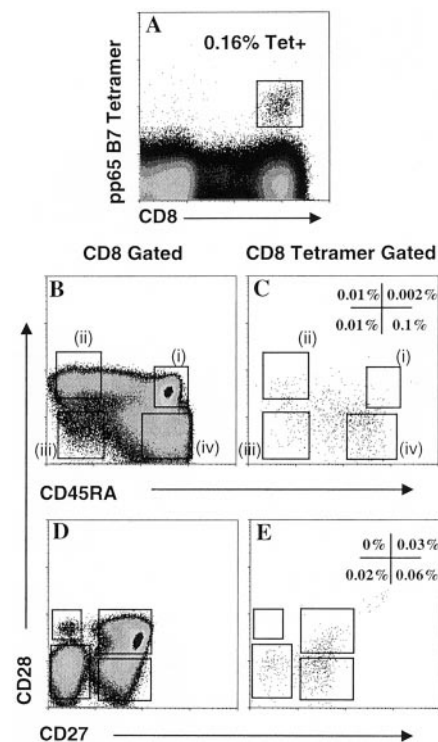 A
0.16% Tet+
pp65 B7 Tetramer
CD8
CD8 Gated
CD8 Tetramer Gated
B
(ii)
(i)
(iii)
(iv)
C
0.01% 0.002%
0.01% 0.1%
(ii)
(i)
(iii)
(iv)
CD45RA
D
E
0% 0.03%
0.02% 0.06%
CD28
CD27